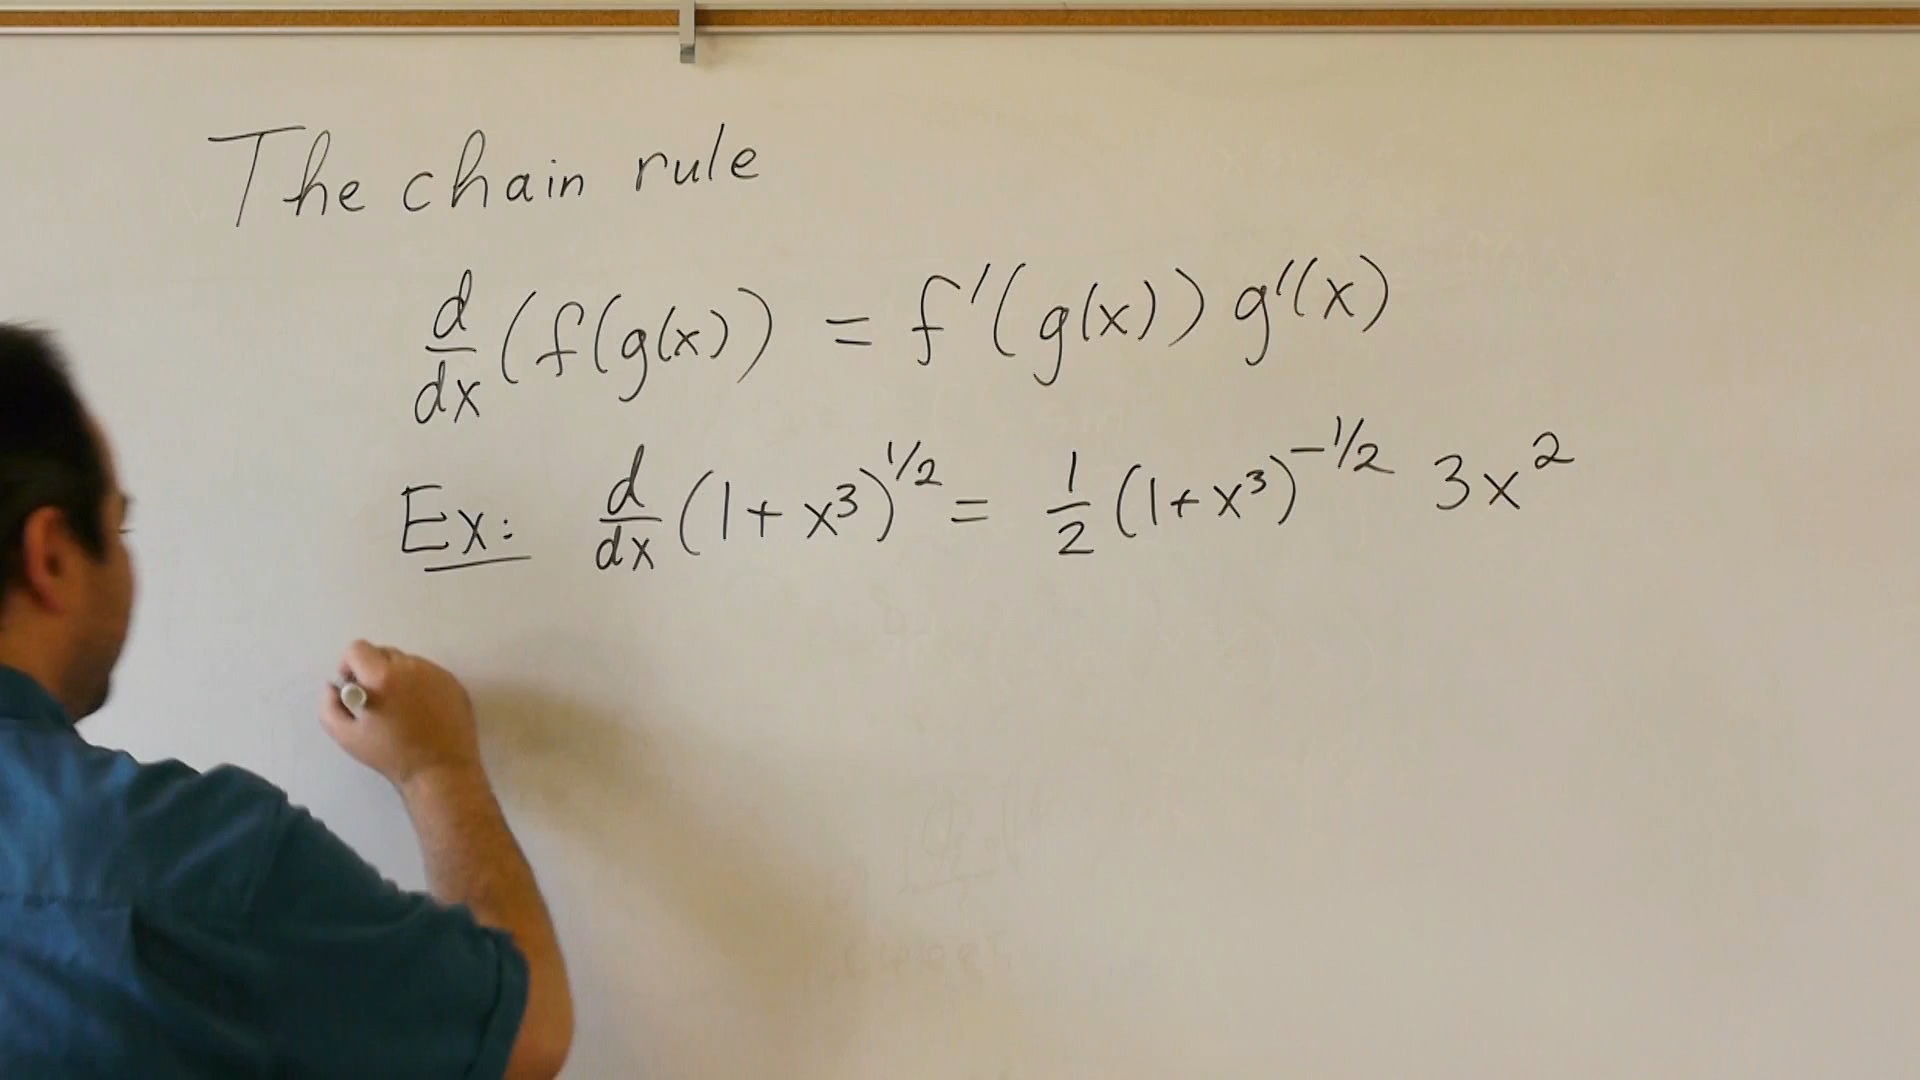 The chain rule
d/dx (f(g(x)) = f'(g(x)) g'(x)
Ex: d/dx (1 + x³)^1/2 = 1/2 (1 + x³)^-1/2 3x²